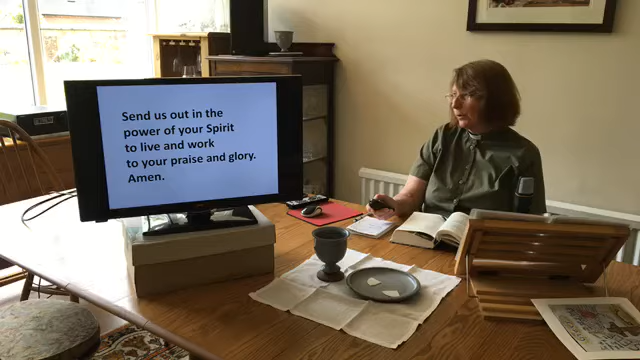 Send us out in the
power of your Spirit
to live and work
to your praise and glory.
Amen.